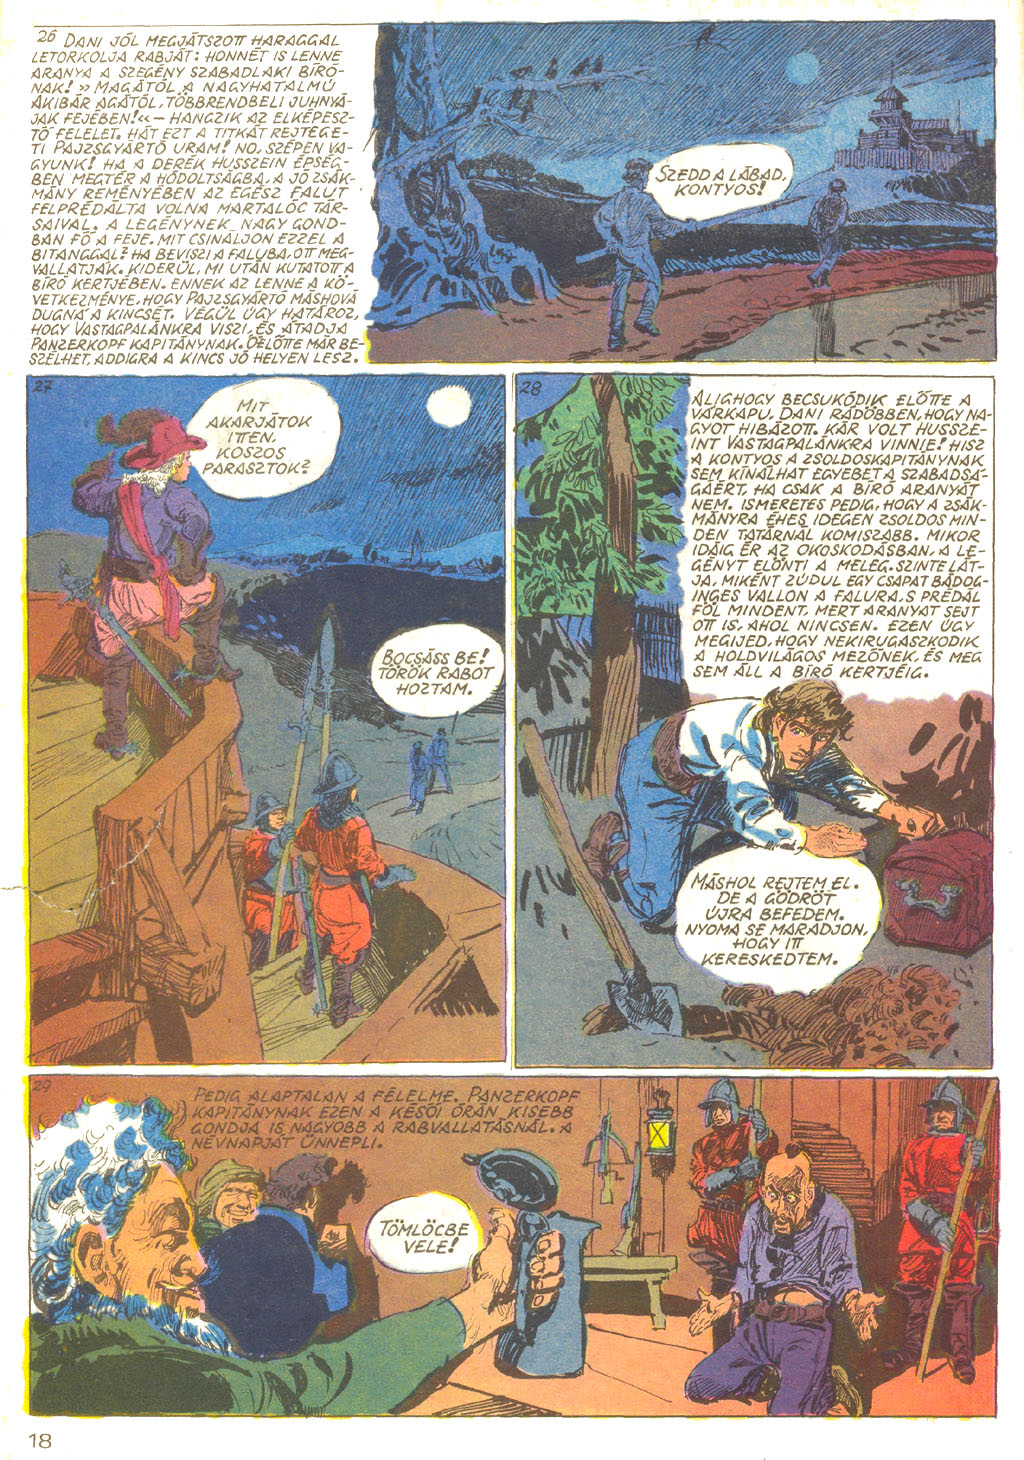 26 DANI JÓL MEGJÁTSZOTT HARAGGAL
LETORKOLJA RABJÁT: HONNÉT IS LENNE
ARANYA A SZEGÉNY SZABADLAKI BÍRÓ-
NAK! »MAGÁTÓL A NAGYHATALMÚ
AKIBÁR AGÁTÓL, TÖBBRENDBELI JUHNYÁ-
JAK FEJÉBEN!«— HANGZIK AZ ELKÉPESZ-
TŐ FELELET. HÁT EZT A TITKÁT REJTEGE-
TI PAJZSGYÁRTÓ URAM! NO, SZÉPEN VA-
GYUNK! HA A DERÉK HUSSZEIN ÉPSÉG-
BEN MEGTÉR A HÓDOLTSÁGBA, A JÓ ZSÁK-
MÁNY REMÉNYÉBEN AZ EGÉSZ FALUT
FELPRÉDÁLTA VOLNA MARTALÓC TÁR-
SAIVAL. A LEGÉNYNEK NAGY GOND-
BAN FŐ A FEJE. MIT CSINÁLJON EZZEL A
BITANGGAL? HA BEVISZI A FALUBA, OTT MEG-
VALLATJÁK. KIDERÜL, MI UTÁN KUTATOTT A
BÍRÓ KERTJÉBEN. ENNEK AZ LENNE A KÖ-
VETKEZMÉNYE, HOGY PAJZSGYÁRTÓ MÁSHOVÁ
DUGNÁ A KINCSÉT. VÉGÜL ÚGY HATÁROZ,
HOGY VASTAGPALÁNKRA VISZI, ÉS ÁTADJA
PANZERKOPF KAPITÁNYNAK. ŐELŐTTE MÁR BE-
SZÉLHET, ADDIGRA A KINCS JÓ HELYEN LESZ.
SZEDD A LÁBAD,
KONTYOS!
27
MIT
AKARJÁTOK
ITTEN,
KOSZOS
PARASZTOK?
BOCSÁSS BE!
TÖRÖK RABOT
HOZTAM.
28
ALIGHOGY BECSUKÓDIK ELŐTTE A
VÁRKAPU, DANI RÁDÖBBEN, HOGY NA-
GYOT HIBÁZOTT. KÁR VOLT HUSSZE-
INT VASTAGPALÁNKRA VINNIE! HISZ
A KONTYOS A ZSOLDOSKAPITÁNYNAK
SEM KÍNÁLHAT EGYEBET A SZABADSÁ-
GÁÉRT, HA CSAK A BÍRÓ ARANYÁT
NEM. ISMERETES PEDIG, HOGY A ZSÁK-
MÁNYRA ÉHES IDEGEN ZSOLDOS MIN-
DEN TATÁRNÁL KOMISZABB. MIKOR
IDÁIG ÉR AZ OKOSKODÁSBAN, A LE-
GÉNYT ELÖNTI A MELEG. SZINTE LÁT-
JA, MIKÉNT ZÚDUL EGY CSAPAT BÁDOG-
INGES VALLON A FALURA, S PRÉDÁL
FÖL MINDENT, MERT ARANYAT SEJT
OTT IS, AHOL NINCSEN. EZEN ÚGY
MEGIJED, HOGY NEKIRUGASZKODIK
A HOLDVILÁGOS MEZŐNEK, ÉS MEG
SEM ÁLL A BÍRÓ KERTJÉIG.
MÁSHOL REJTEM EL.
DE A GÖDRÖT
ÚJRA BEFEDEM.
NYOMA SE MARADJON,
HOGY ITT
KERESKEDTEM.
29
PEDIG ALAPTALAN A FÉLELME. PANZERKOPF
KAPITÁNYNAK EZEN A KÉSŐI ÓRÁN KISEBB
GONDJA IS NAGYOBB A RABVALLATÁSNÁL. A
NÉVNAPJÁT ÜNNEPLI.
TÖMLÖCBE
VELE!
18